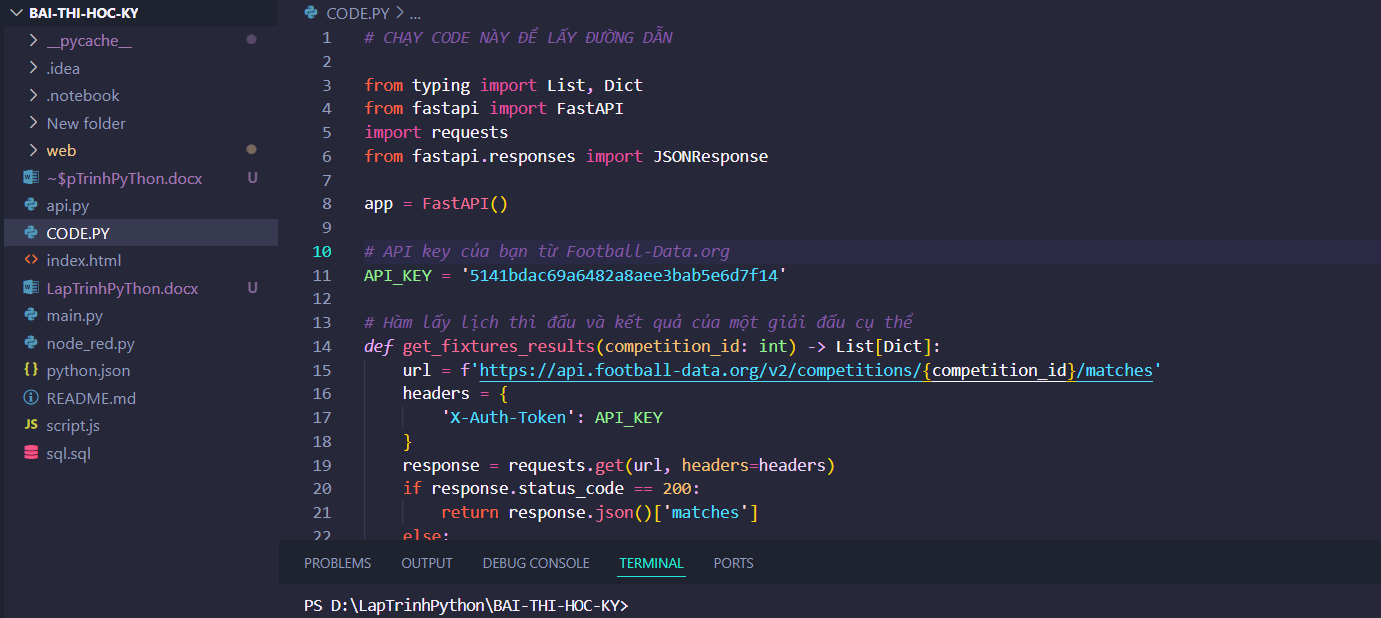 BAI-THI-HOC-KY
__pycache__
.idea
.notebook
New folder
web
~$pTrinhPyThon.docx U
api.py
CODE.PY
index.html
LapTrinhPyThon.docx U
main.py
node_red.py
python.json
README.md
script.js
sql.sql
CODE.PY > ...
1 # CHẠY CODE NÀY ĐỂ LẤY ĐƯỜNG DẪN
2
3 from typing import List, Dict
4 from fastapi import FastAPI
5 import requests
6 from fastapi.responses import JSONResponse
7
8 app = FastAPI()
9
10 # API key của bạn từ Football-Data.org
11 API_KEY = '5141bdac69a6482a8aee3bab5e6d7f14'
12
13 # Hàm lấy lịch thi đấu và kết quả của một giải đấu cụ thể
14 def get_fixtures_results(competition_id: int) -> List[Dict]:
15 url = f'https://api.football-data.org/v2/competitions/{competition_id}/matches'
16 headers = {
17 'X-Auth-Token': API_KEY
18 }
19 response = requests.get(url, headers=headers)
20 if response.status_code == 200:
21 return response.json()['matches']
22 else:
PROBLEMS OUTPUT DEBUG CONSOLE TERMINAL PORTS
PS D:\LapTrinhPython\BAI-THI-HOC-KY>